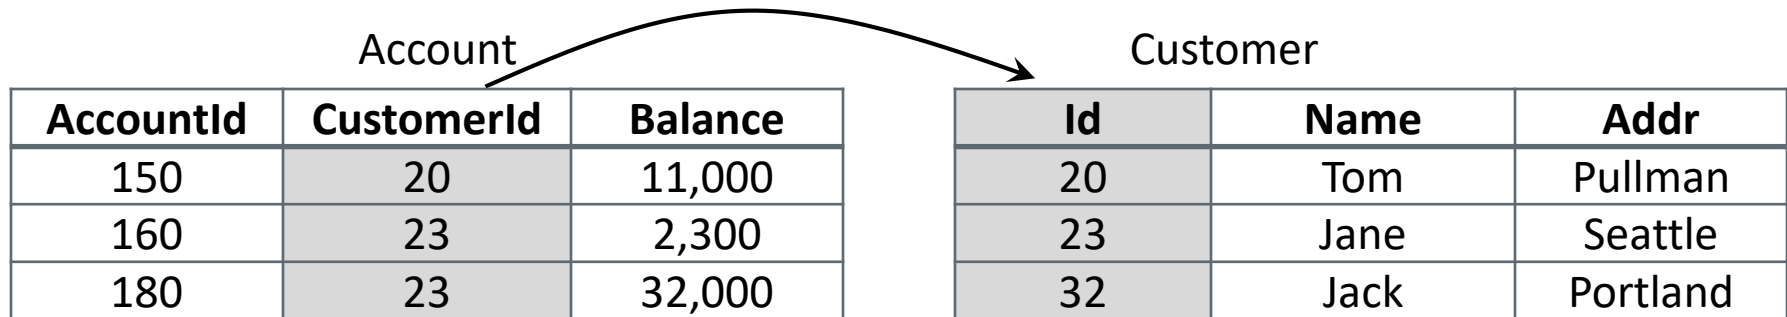 Account Customer
AccountId CustomerId Balance Id Name Addr
150 20 11,000 20 Tom Pullman
160 23 2,300 23 Jane Seattle
180 23 32,000 32 Jack Portland